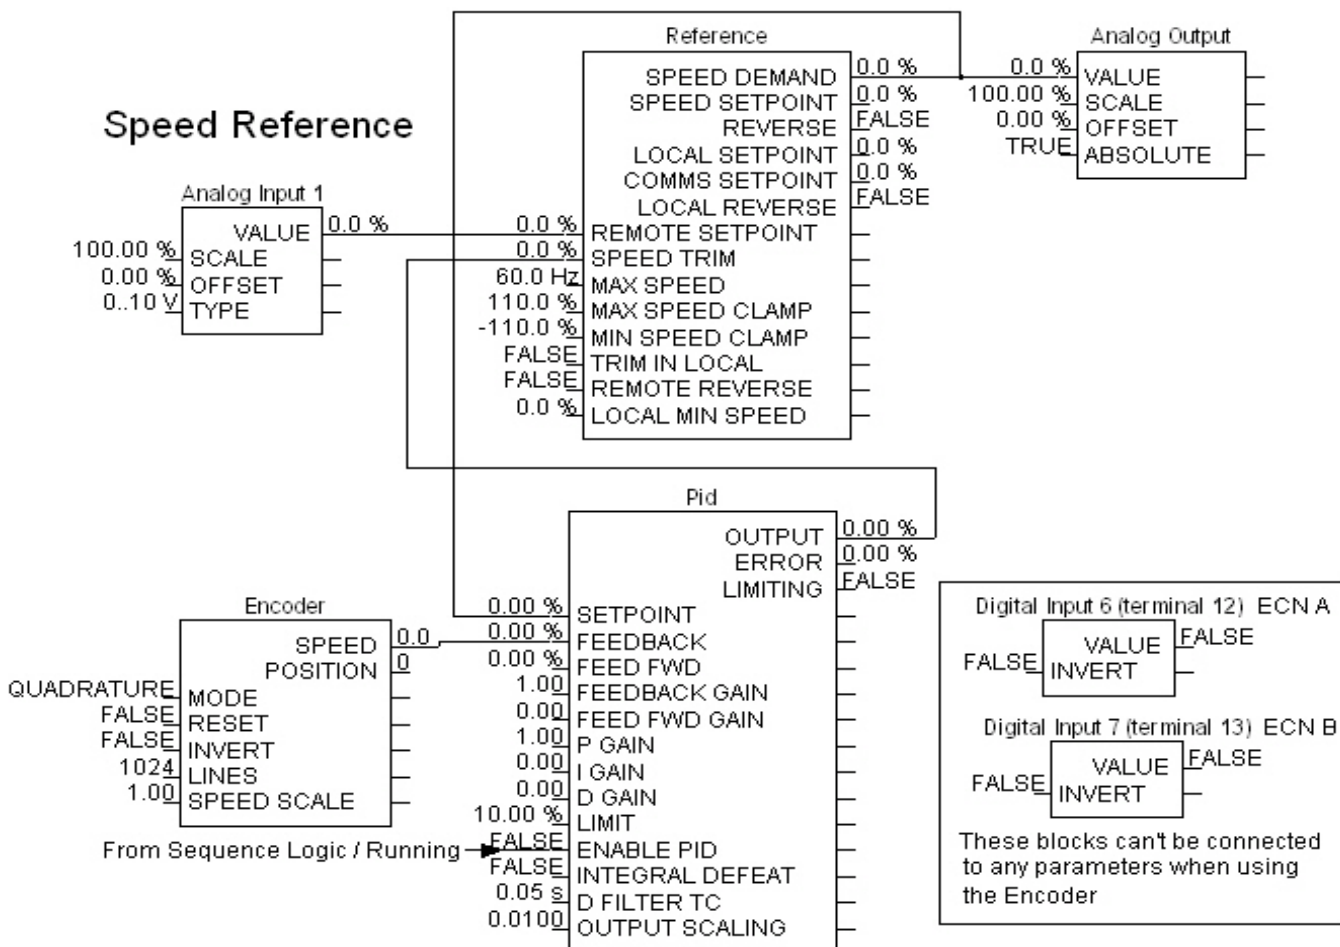 Speed Reference
Analog Input 1
VALUE 0.0 %
100.00 % SCALE
0.00 % OFFSET
0..10 V TYPE
Reference
SPEED DEMAND 0.0 %
SPEED SETPOINT 0.0 %
REVERSE FALSE
LOCAL SETPOINT 0.0 %
COMMS SETPOINT 0.0 %
LOCAL REVERSE FALSE
0.0 % REMOTE SETPOINT
0.0 % SPEED TRIM
60.0 Hz MAX SPEED
110.0 % MAX SPEED CLAMP
-110.0 % MIN SPEED CLAMP
FALSE TRIM IN LOCAL
FALSE REMOTE REVERSE
0.0 % LOCAL MIN SPEED
Analog Output
0.0 % VALUE
100.00 % SCALE
0.00 % OFFSET
TRUE ABSOLUTE
Encoder
SPEED 0.0
POSITION 0
QUADRATURE MODE
FALSE RESET
FALSE INVERT
1024 LINES
1.00 SPEED SCALE
From Sequence Logic / Running
Pid
OUTPUT 0.00 %
ERROR 0.00 %
LIMITING FALSE
0.00 % SETPOINT
0.00 % FEEDBACK
0.00 % FEED FWD
1.00 FEEDBACK GAIN
0.00 FEED FWD GAIN
1.00 P GAIN
0.00 I GAIN
0.00 D GAIN
10.00 % LIMIT
FALSE ENABLE PID
FALSE INTEGRAL DEFEAT
0.05 s D FILTER TC
0.0100 OUTPUT SCALING
Digital Input 6 (terminal 12) ECN A
VALUE FALSE
FALSE INVERT
Digital Input 7 (terminal 13) ECN B
VALUE FALSE
FALSE INVERT
These blocks can't be connected
to any parameters when using
the Encoder